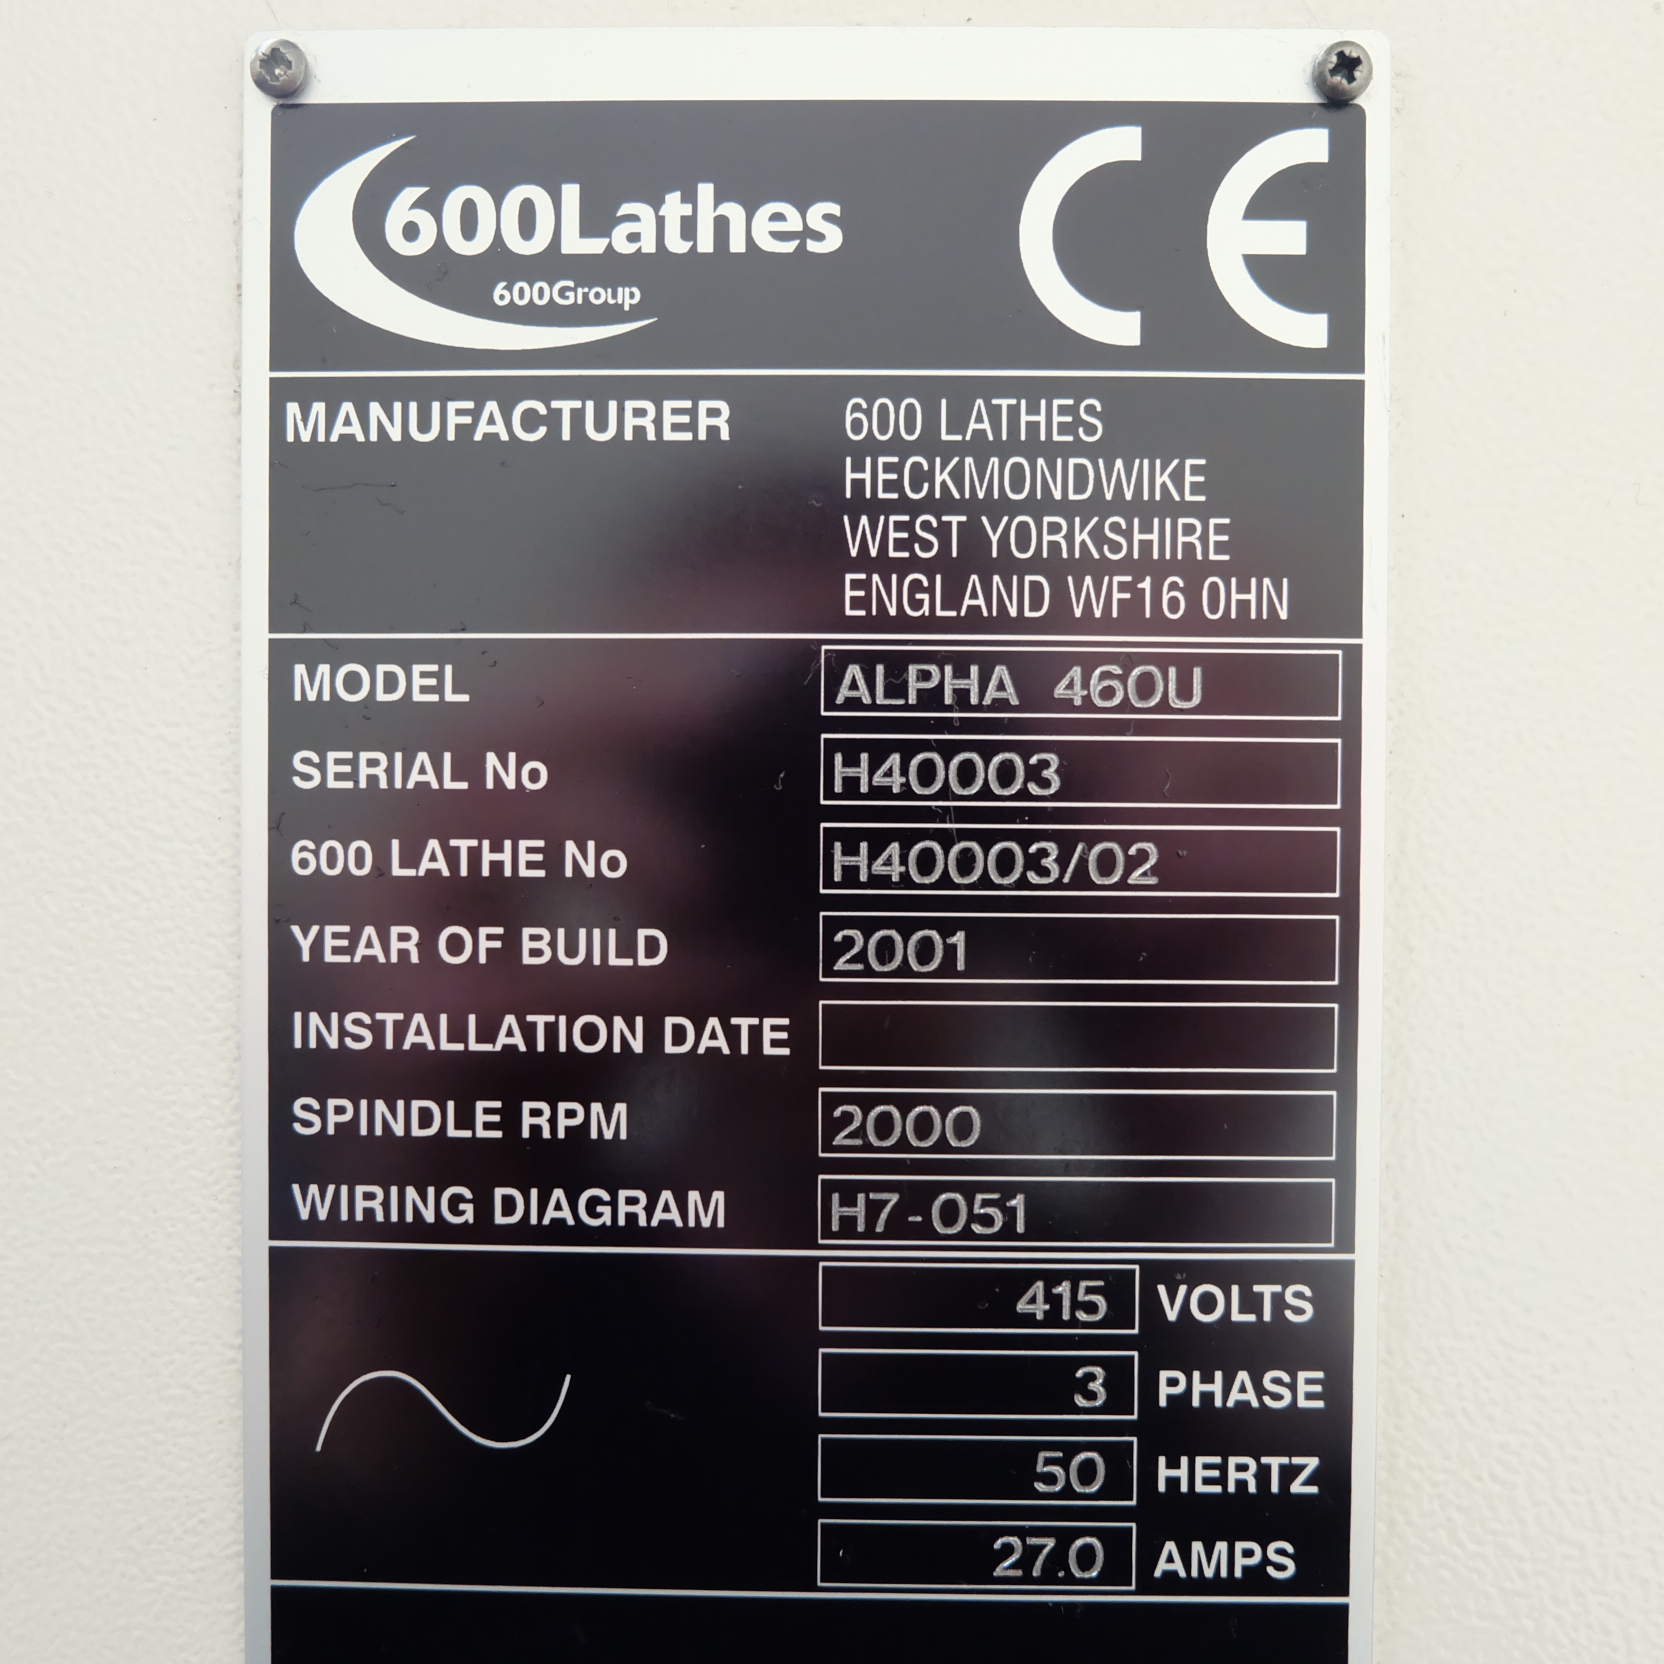 600Lathes
600Group
CE
MANUFACTURER 600 LATHES
HECKMONDWIKE
WEST YORKSHIRE
ENGLAND WF16 0HN
MODEL ALPHA 460U
SERIAL No H40003
600 LATHE No H40003/02
YEAR OF BUILD 2001
INSTALLATION DATE
SPINDLE RPM 2000
WIRING DIAGRAM H7-051
415 VOLTS
3 PHASE
50 HERTZ
27.0 AMPS